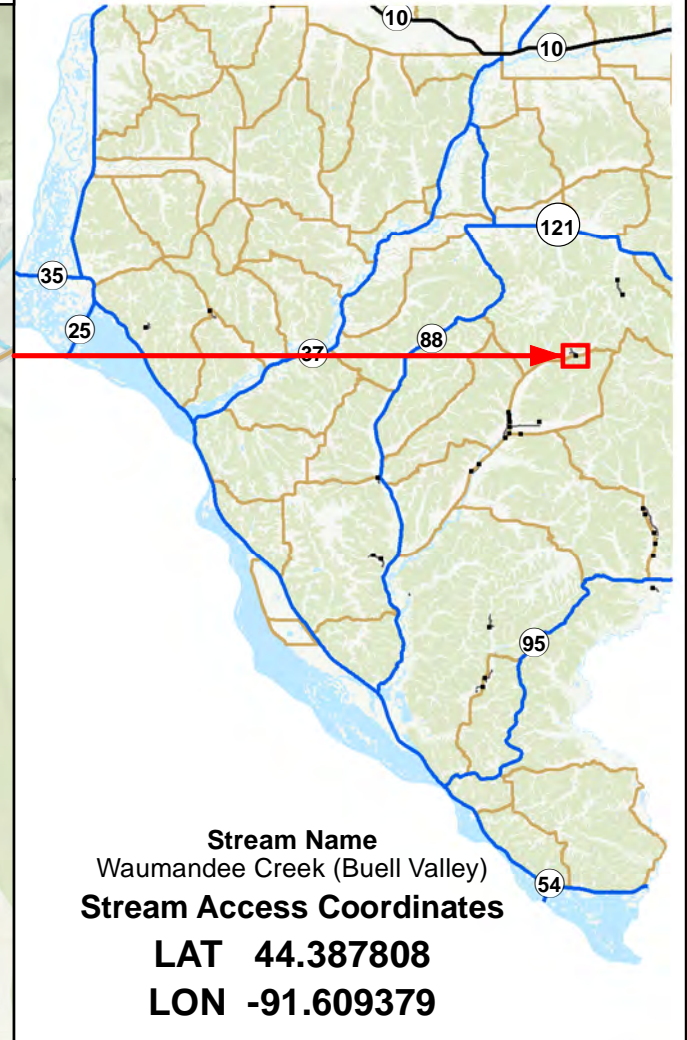 10
10
121
35
25
88
37
95
54
Stream Name
Waumandee Creek (Buell Valley)
Stream Access Coordinates
LAT 44.387808
LON -91.609379